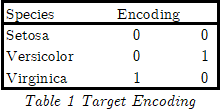 Species Encoding
Setosa 0 0
Versicolor 0 1
Virginica 1 0
Table 1 Target Encoding